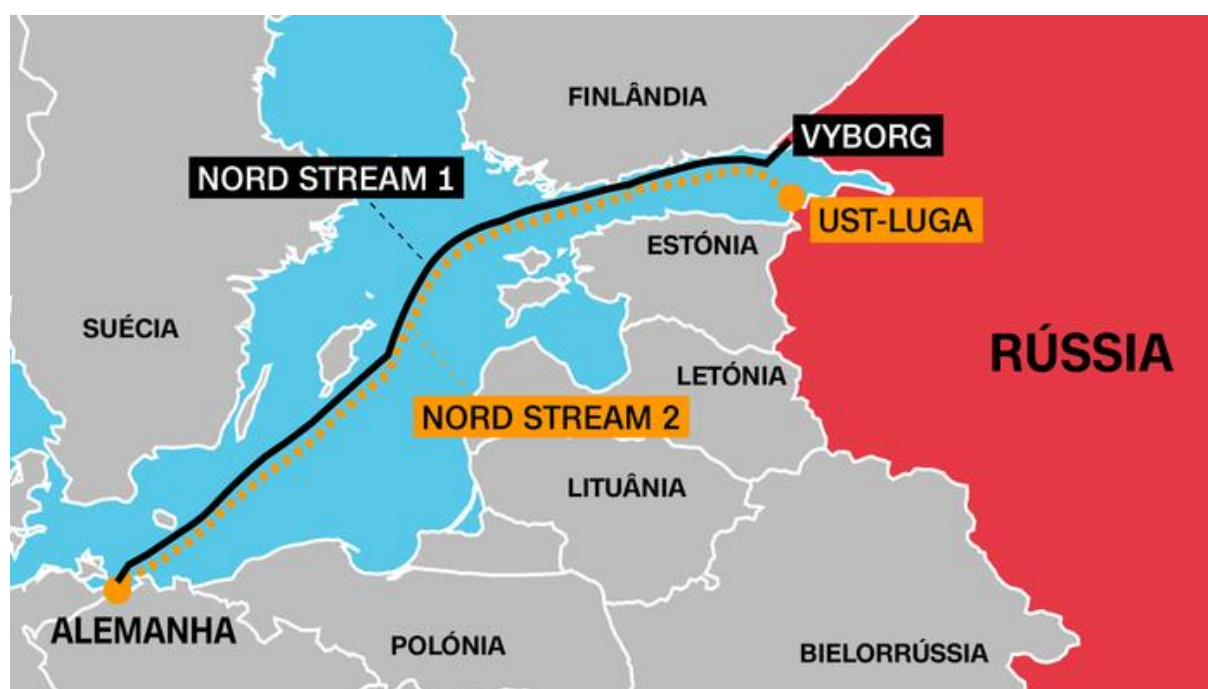 FINLÂNDIA
VYBORG
NORD STREAM 1
UST-LUGA
ESTÓNIA
SUÉCIA
RÚSSIA
LETÓNIA
NORD STREAM 2
LITUÂNIA
ALEMANHA
POLÓNIA
BIELORRÚSSIA